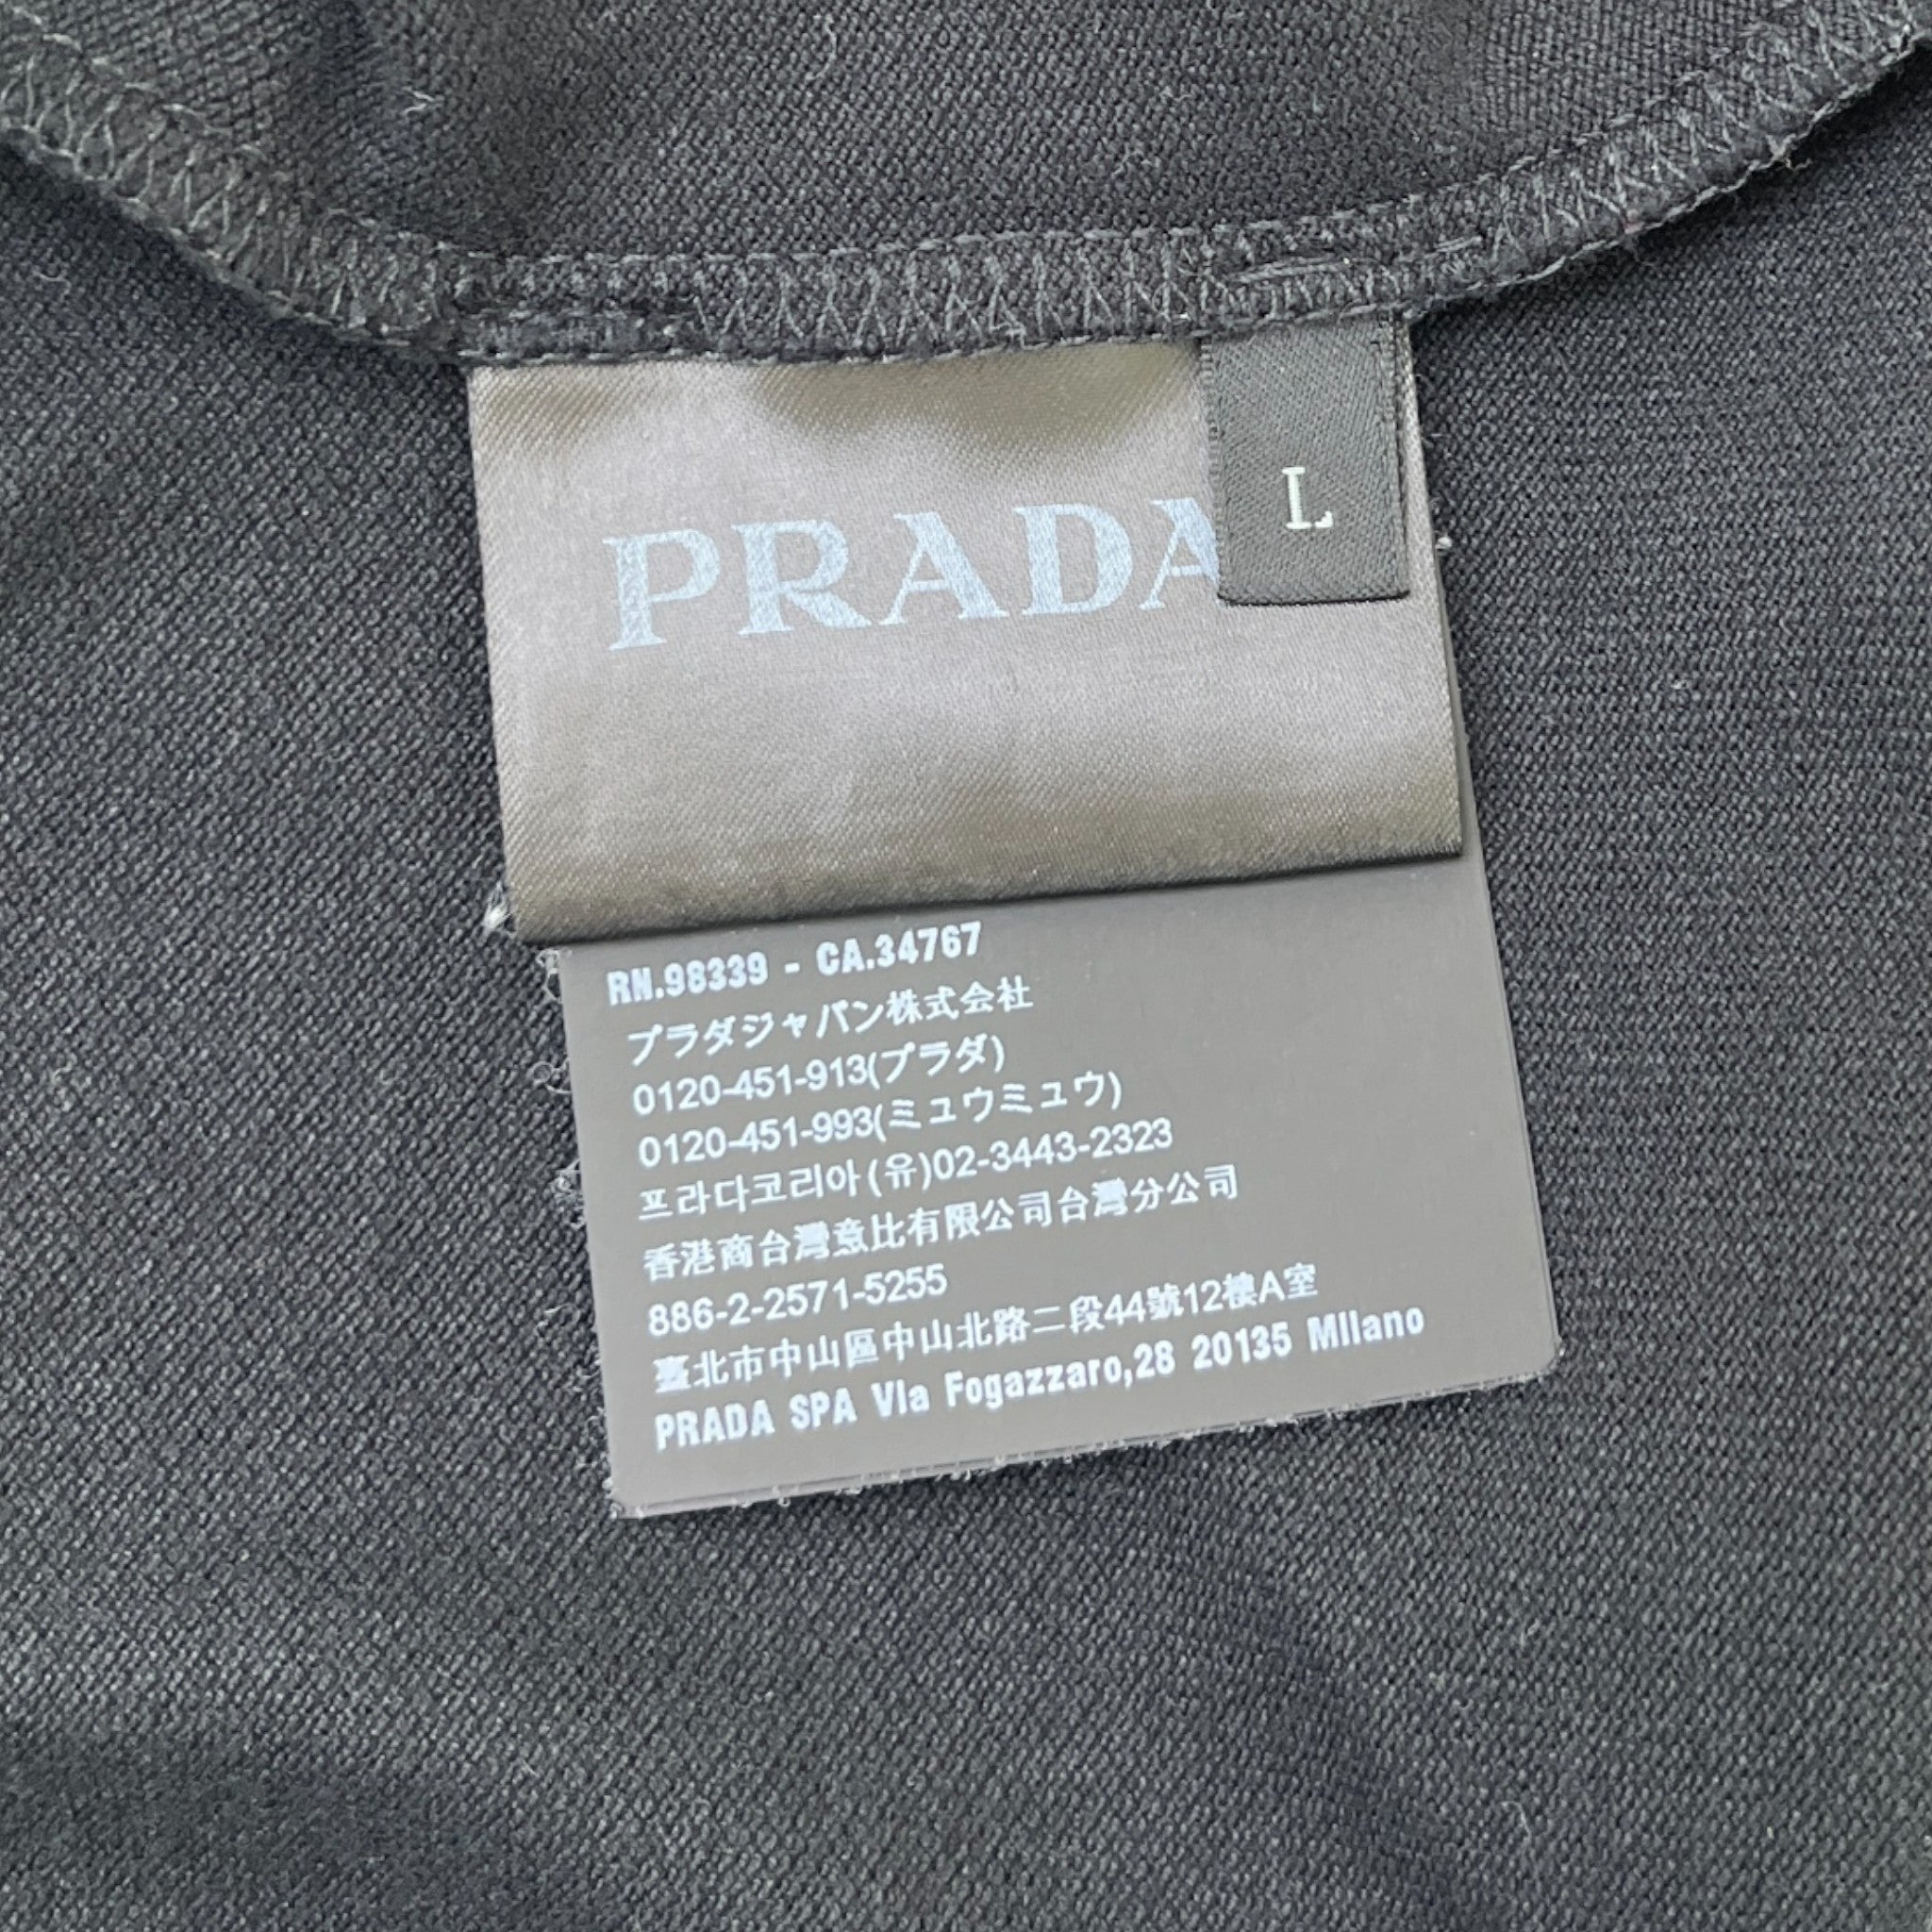 PRADA
L
RN.98339 - CA.34767
プラダジャパン株式会社
0120-451-913(プラダ)
0120-451-993(ミュウミュウ)
프라다코리아(유)02-3443-2323
香港商台灣意比有限公司台灣分公司
886-2-2571-5255
臺北市中山區中山北路二段44號12樓A室
PRADA SPA Via Fogazzaro,28 20135 Milano